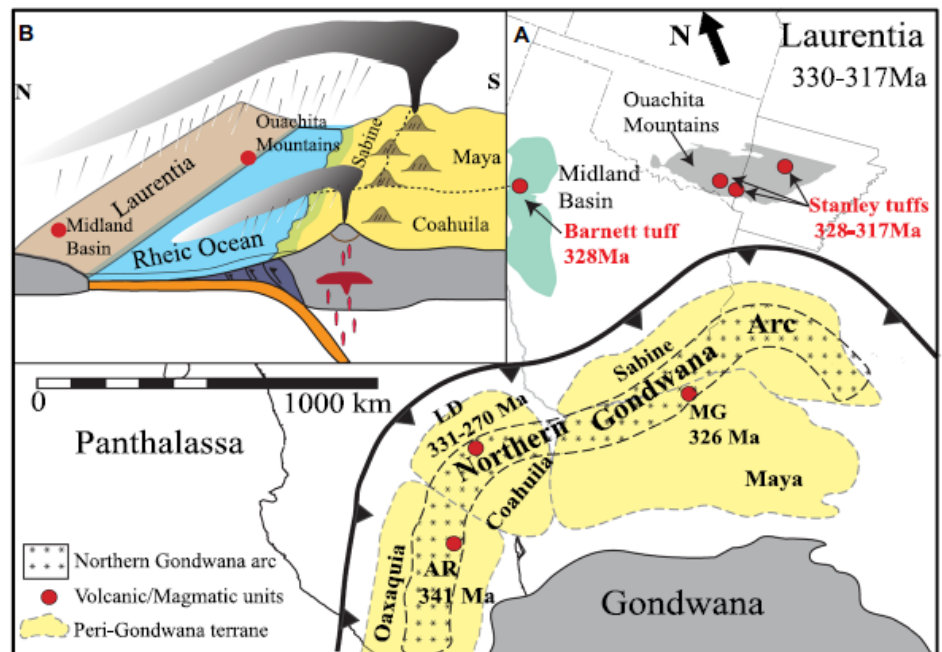 B
N
S
Ouachita
Mountains
Sabine
Maya
Laurentia
Midland
Basin
Rheic Ocean
Coahuila
A
N
Laurentia
330-317Ma
Ouachita
Mountains
Midland
Basin
Barnett tuff
328Ma
Stanley tuffs
328-317Ma
0
1000 km
Panthalassa
LD
331-270 Ma
Northern
Gondwana
Arc
Sabine
MG
326 Ma
Maya
Coahuila
Oaxaquia
AR
341 Ma
Gondwana
Northern Gondwana arc
Volcanic/Magmatic units
Peri-Gondwana terrane